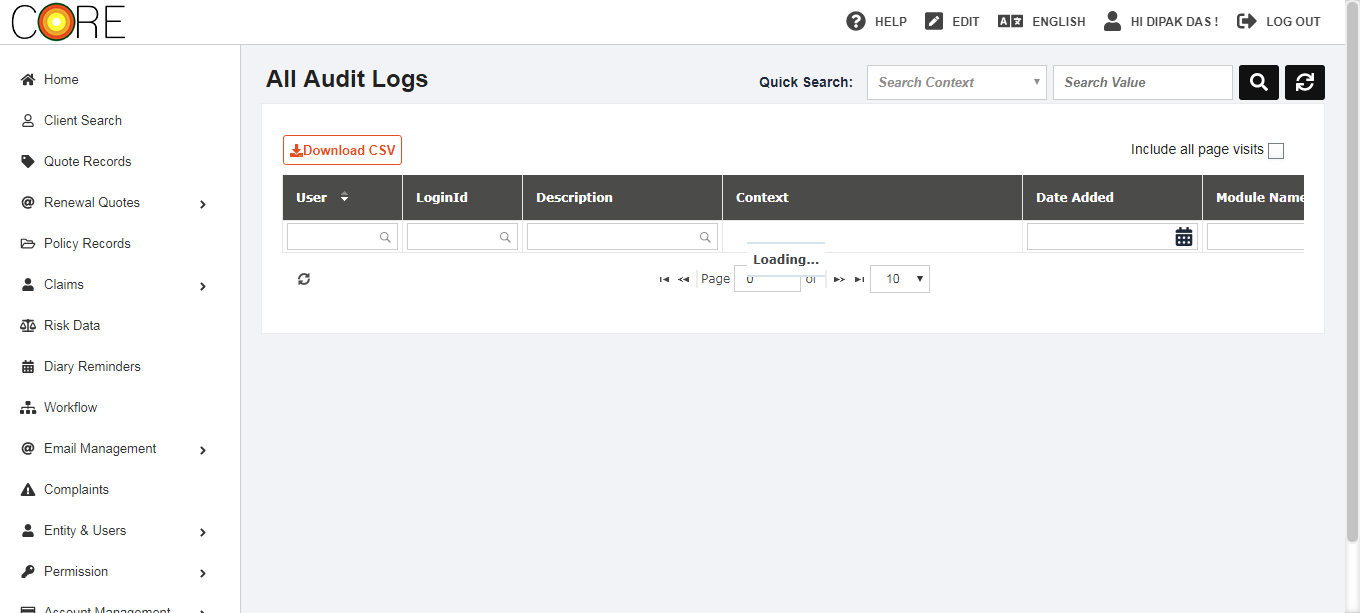 CORE
HELP
EDIT
ENGLISH
HI DIPAK DAS !
LOG OUT
Home
Client Search
Quote Records
Renewal Quotes
Policy Records
Claims
Risk Data
Diary Reminders
Workflow
Email Management
Complaints
Entity & Users
Permission
Account Management
All Audit Logs
Quick Search:
Search Context
Search Value
Download CSV
Include all page visits
User
LoginId
Description
Context
Date Added
Module Name
Loading...
Page
0
of
10